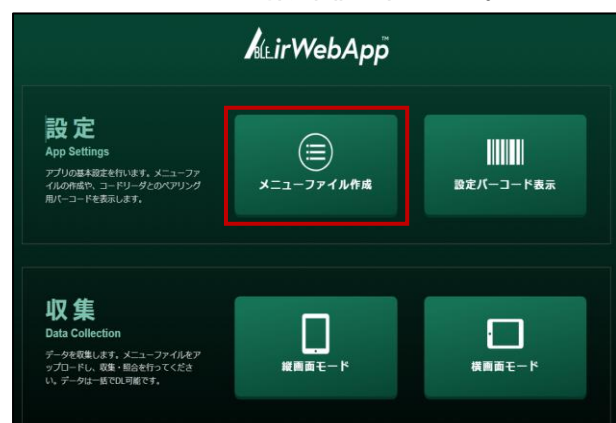 ABLE irWebApp™
設定
App Settings
アプリの基本設定を行います。メニューファ
イルの作成や、コードリーダとのペアリング
用バーコードを表示します。
メニューファイル作成
設定バーコード表示
収集
Data Collection
データを収集します。メニューファイルをア
ップロードし、収集・照合を行ってくださ
い。データは一括でDL可能です。
縦画面モード
横画面モード